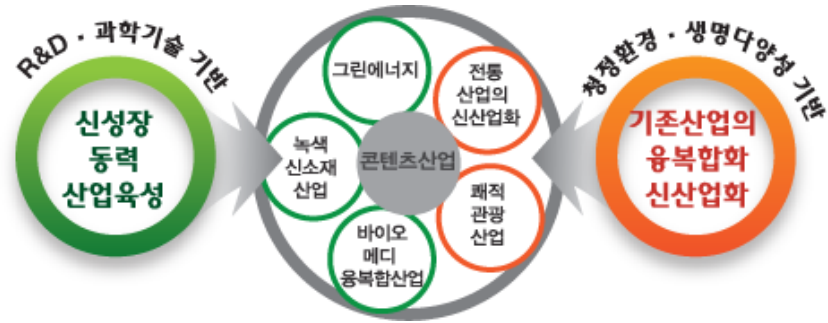 R&D · 과학기술 기반
신성장
동력
산업육성
그린에너지
녹색
신소재
산업
바이오
메디
융복합산업
콘텐츠산업
전통
산업의
신산업화
쾌적
관광
산업
청정환경 · 생명다양성 기반
기존산업의
융복합화
신산업화